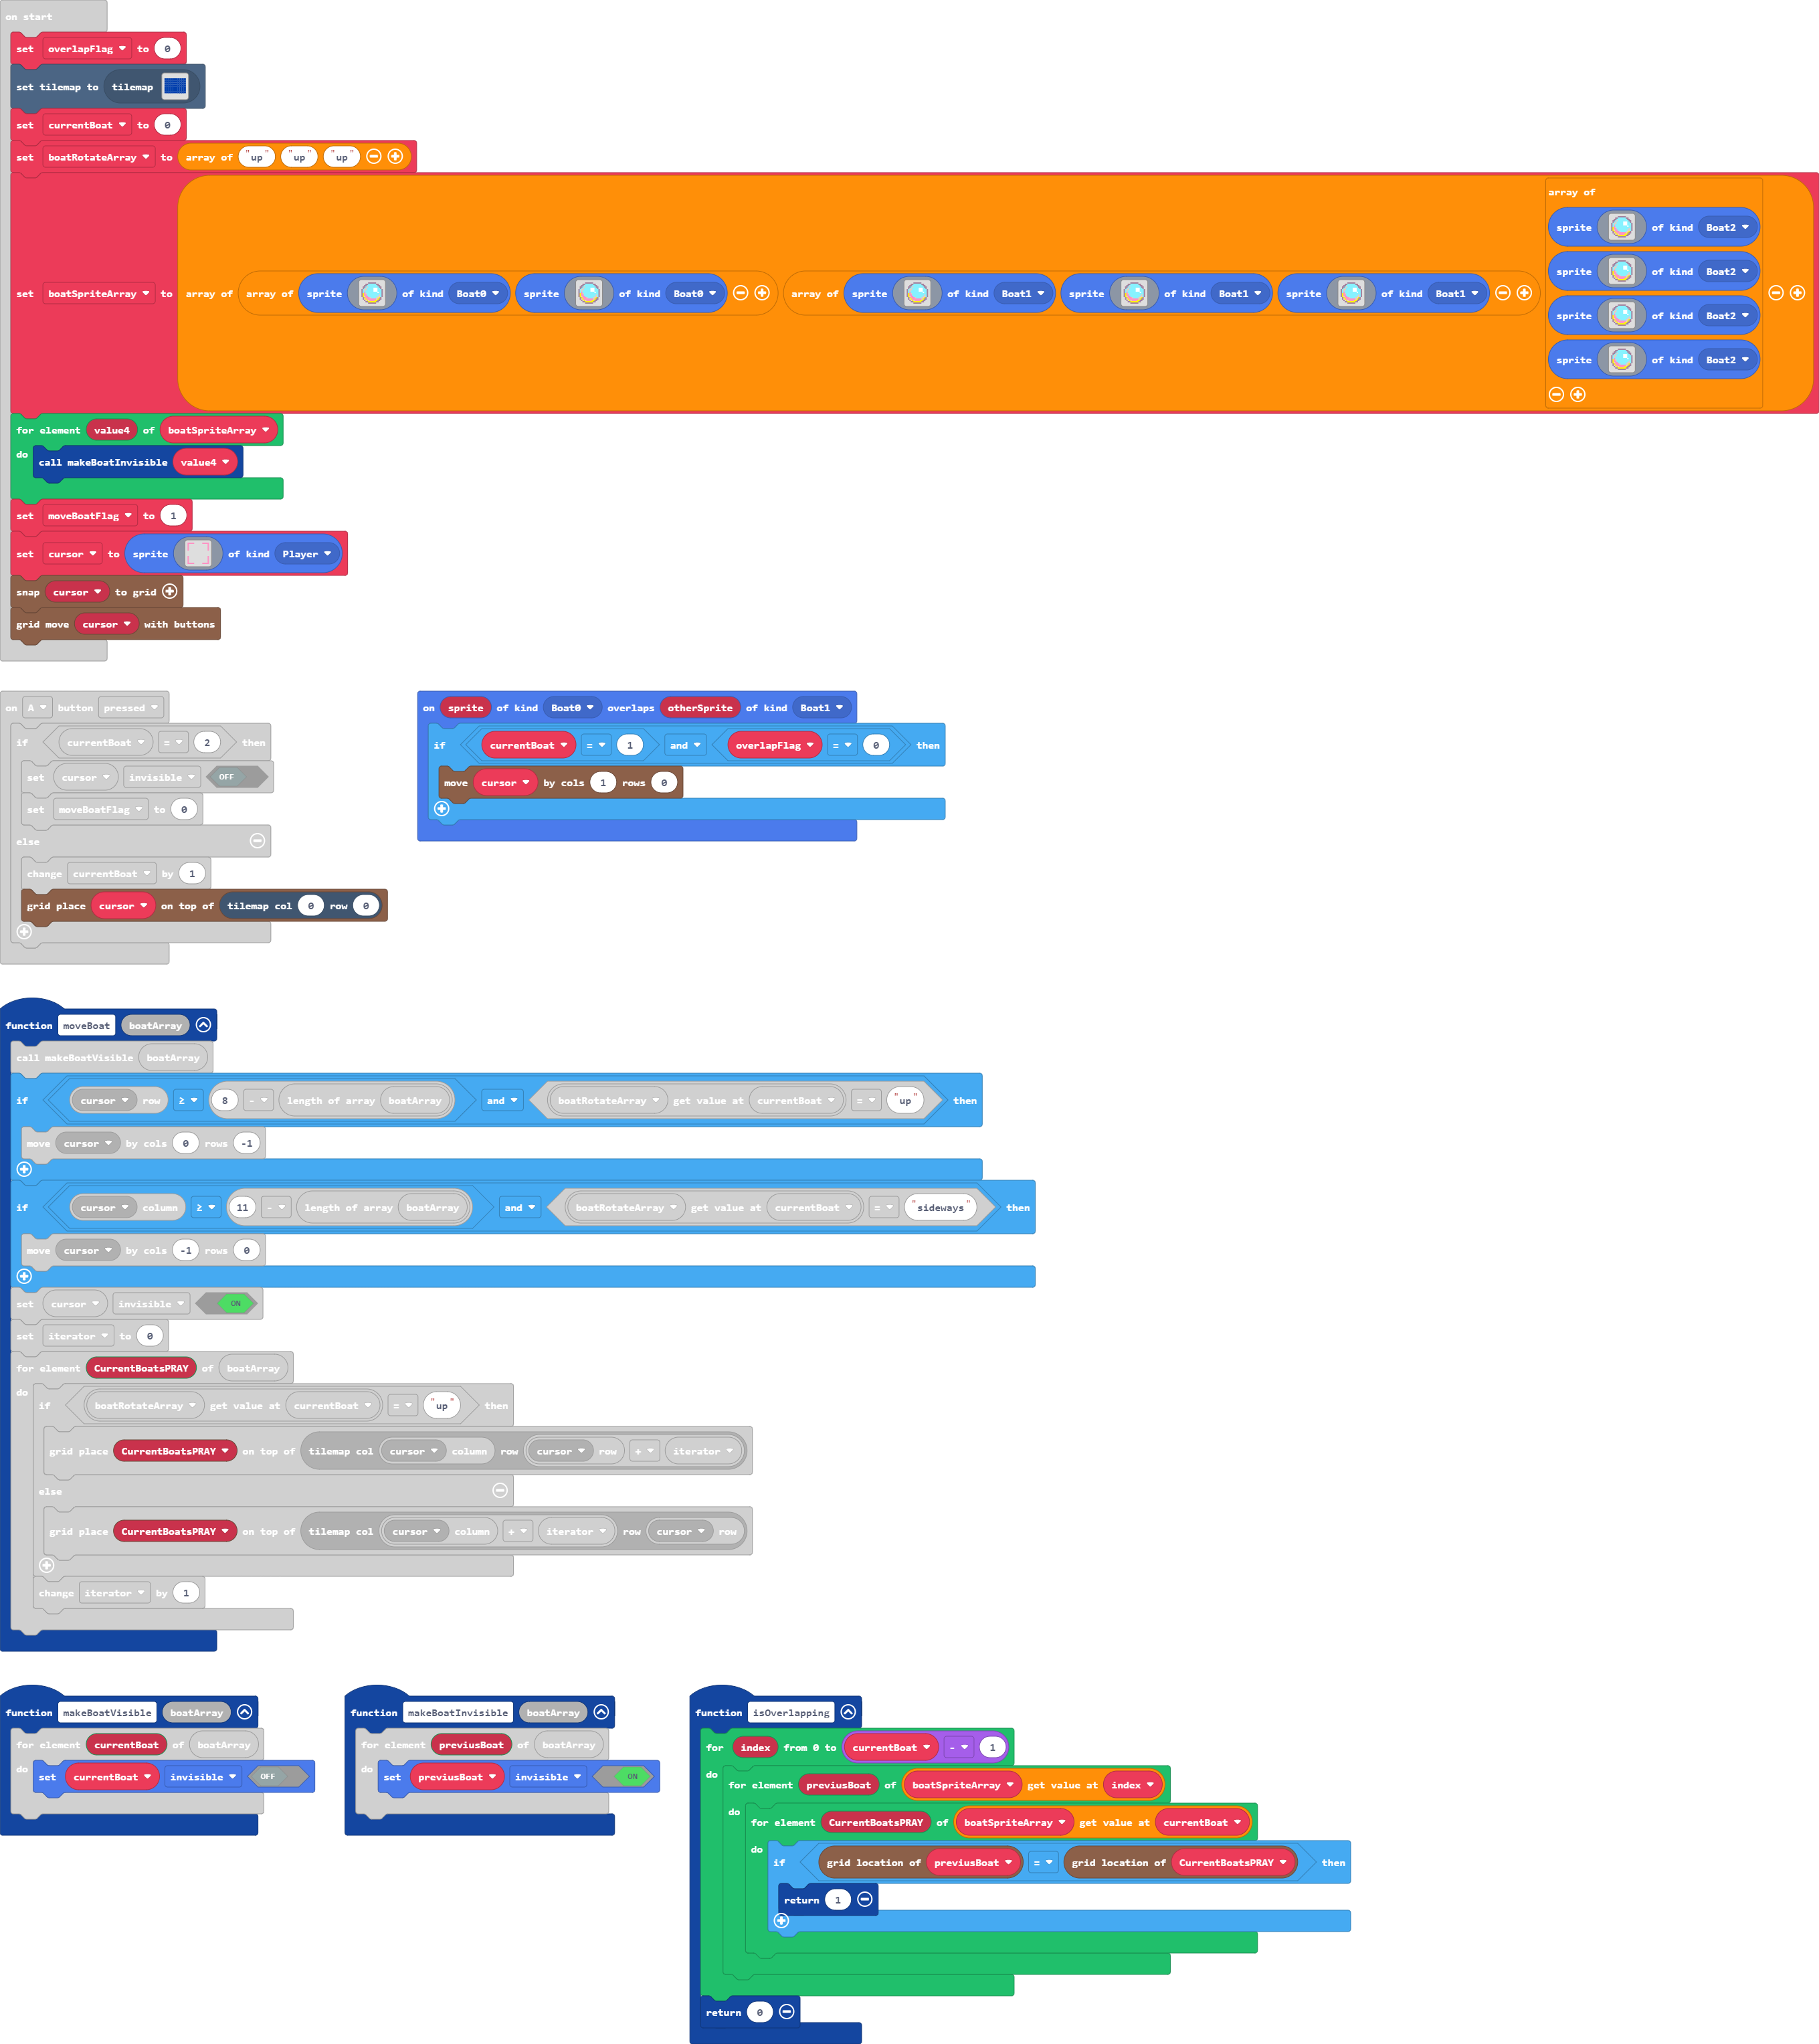 on start
set overlapFlag to 0
set tilemap to tilemap
set currentBoat to 0
set boatRotateArray to array of "up" "up" "up"
set boatSpriteArray to array of array of sprite of kind Boat0 sprite of kind Boat0 array of sprite of kind Boat1 sprite of kind Boat1 sprite of kind Boat1
array of
sprite of kind Boat2
sprite of kind Boat2
sprite of kind Boat2
sprite of kind Boat2
for element value4 of boatSpriteArray
do call makeBoatInvisible value4
set moveBoatFlag to 1
set cursor to sprite of kind Player
snap cursor to grid
grid move cursor with buttons
on A button pressed
if currentBoat = 2 then
set cursor invisible OFF
set moveBoatFlag to 0
else
change currentBoat by 1
grid place cursor on top of tilemap col 0 row 0
on sprite of kind Boat0 overlaps otherSprite of kind Boat1
if currentBoat = 1 and overlapFlag = 0 then
move cursor by cols 1 rows 0
function moveBoat boatArray
call makeBoatVisible boatArray
if cursor row ≥ 8 - length of array boatArray and boatRotateArray get value at currentBoat = "up" then
move cursor by cols 0 rows -1
if cursor column ≥ 11 - length of array boatArray and boatRotateArray get value at currentBoat = "sideways" then
move cursor by cols -1 rows 0
set cursor invisible ON
set iterator to 0
for element CurrentBoatsPRAY of boatArray
do
if boatRotateArray get value at currentBoat = "up" then
grid place CurrentBoatsPRAY on top of tilemap col cursor column row cursor row + iterator
else
grid place CurrentBoatsPRAY on top of tilemap col cursor column + iterator row cursor row
change iterator by 1
function makeBoatVisible boatArray
for element currentBoat of boatArray
do set currentBoat invisible OFF
function makeBoatInvisible boatArray
for element previusBoat of boatArray
do set previusBoat invisible ON
function isOverlapping
for index from 0 to currentBoat - 1
do for element previusBoat of boatSpriteArray get value at index
do for element CurrentBoatsPRAY of boatSpriteArray get value at currentBoat
do if grid location of previusBoat = grid location of CurrentBoatsPRAY then
return 1
return 0